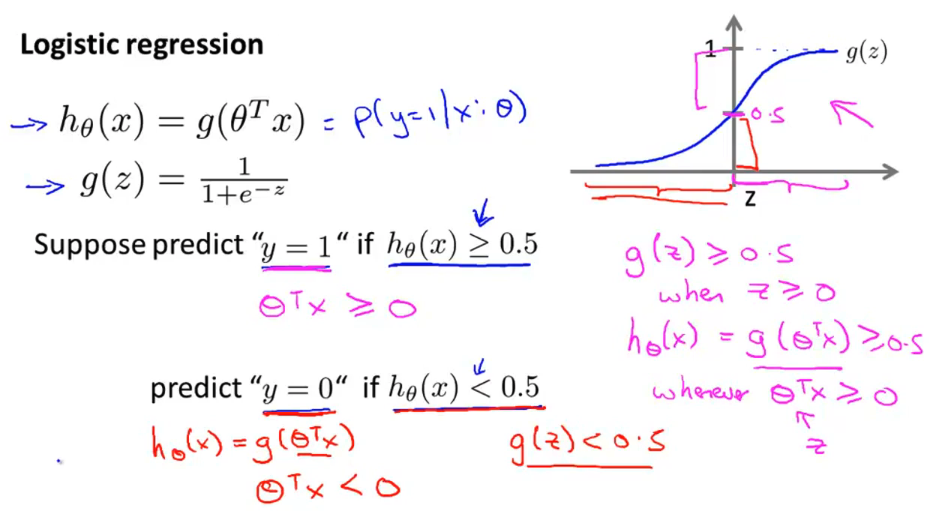 Logistic regression
→ hθ(x) = g(θᵀx) = P(y=1|x;θ)
→ g(z) = 1/(1+e⁻ᶻ)
Suppose predict “y = 1“ if hθ(x) ≥ 0.5
θᵀx ≥ 0
predict “y = 0“ if hθ(x) < 0.5
hθ(x) = g(θᵀx)
θᵀx < 0
g(z) < 0.5
1
g(z)
0.5
z
g(z) ≥ 0.5
when z ≥ 0
hθ(x) = g(θᵀx) ≥ 0.5
whenever θᵀx ≥ 0
z